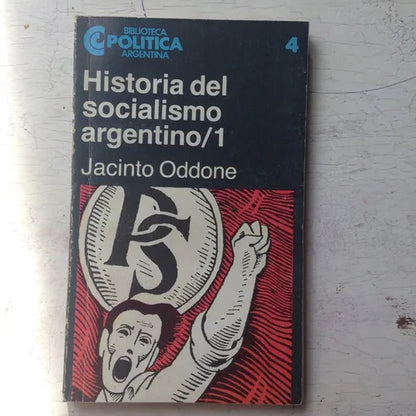 BIBLIOTECA
POLITICA
ARGENTINA
4
Historia del
socialismo
argentino/1
Jacinto Oddone
PS